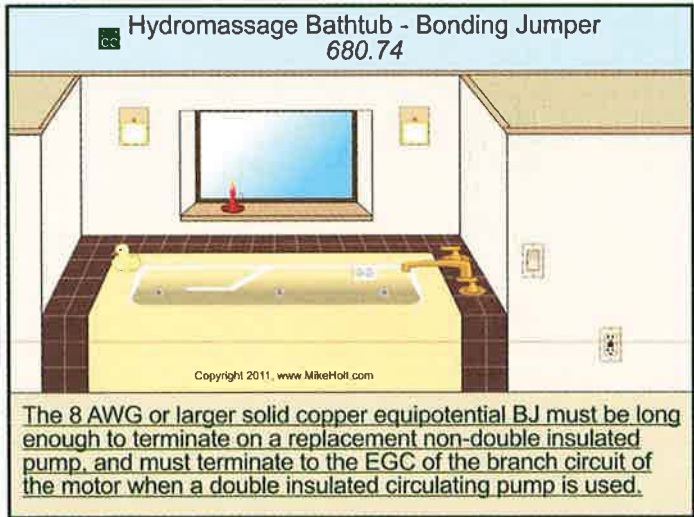 cc Hydromassage Bathtub - Bonding Jumper
680.74
Copyright 2011, www.MikeHolt.com
The 8 AWG or larger solid copper equipotential BJ must be long
enough to terminate on a replacement non-double insulated
pump, and must terminate to the EGC of the branch circuit of
the motor when a double insulated circulating pump is used.